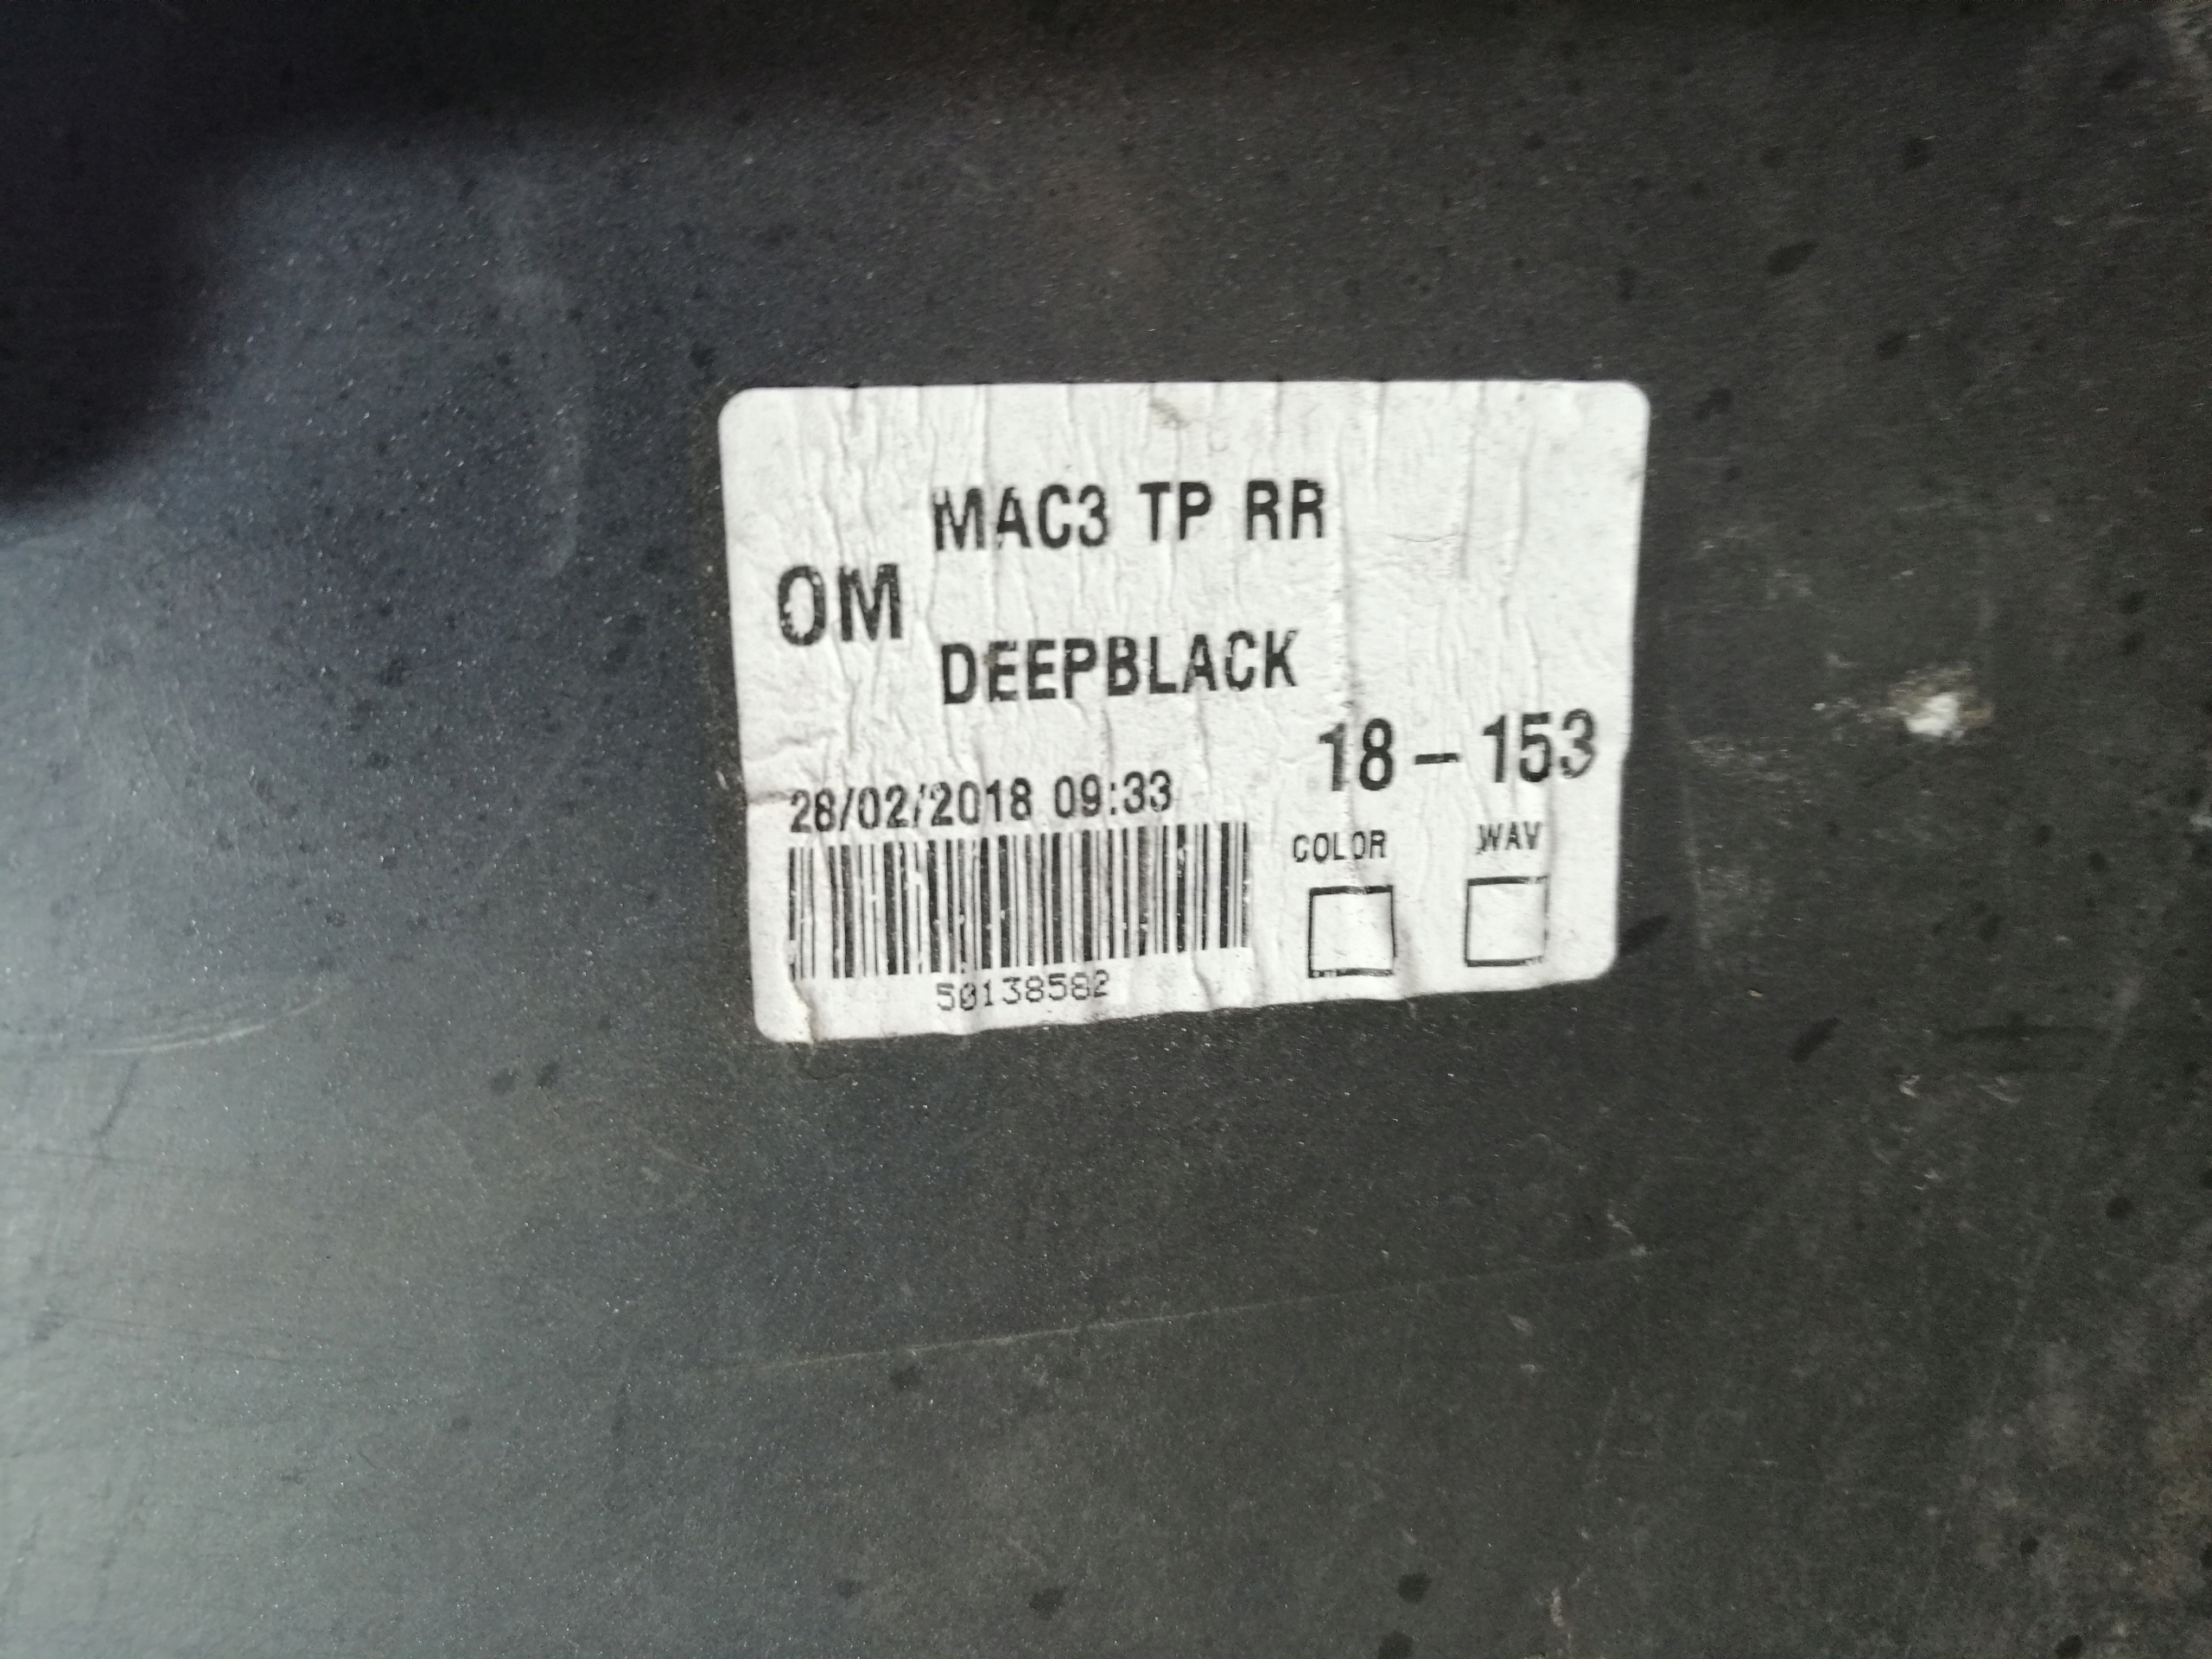 MAC3 TP RR
OM
DEEPBLACK
18 - 153
28/02/2018 09:33
COLOR WAV
50138582